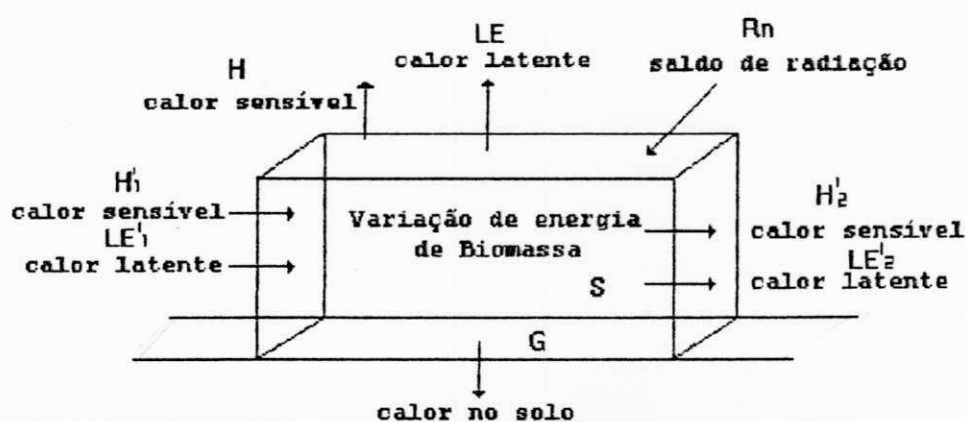 LE
calor latente
Rn
saldo de radiação
H
calor sensível
H'1
calor sensível
LE'1
calor latente
Variação de energia
de Biomassa
S
H'2
calor sensível
LE'2
calor latente
G
calor no solo